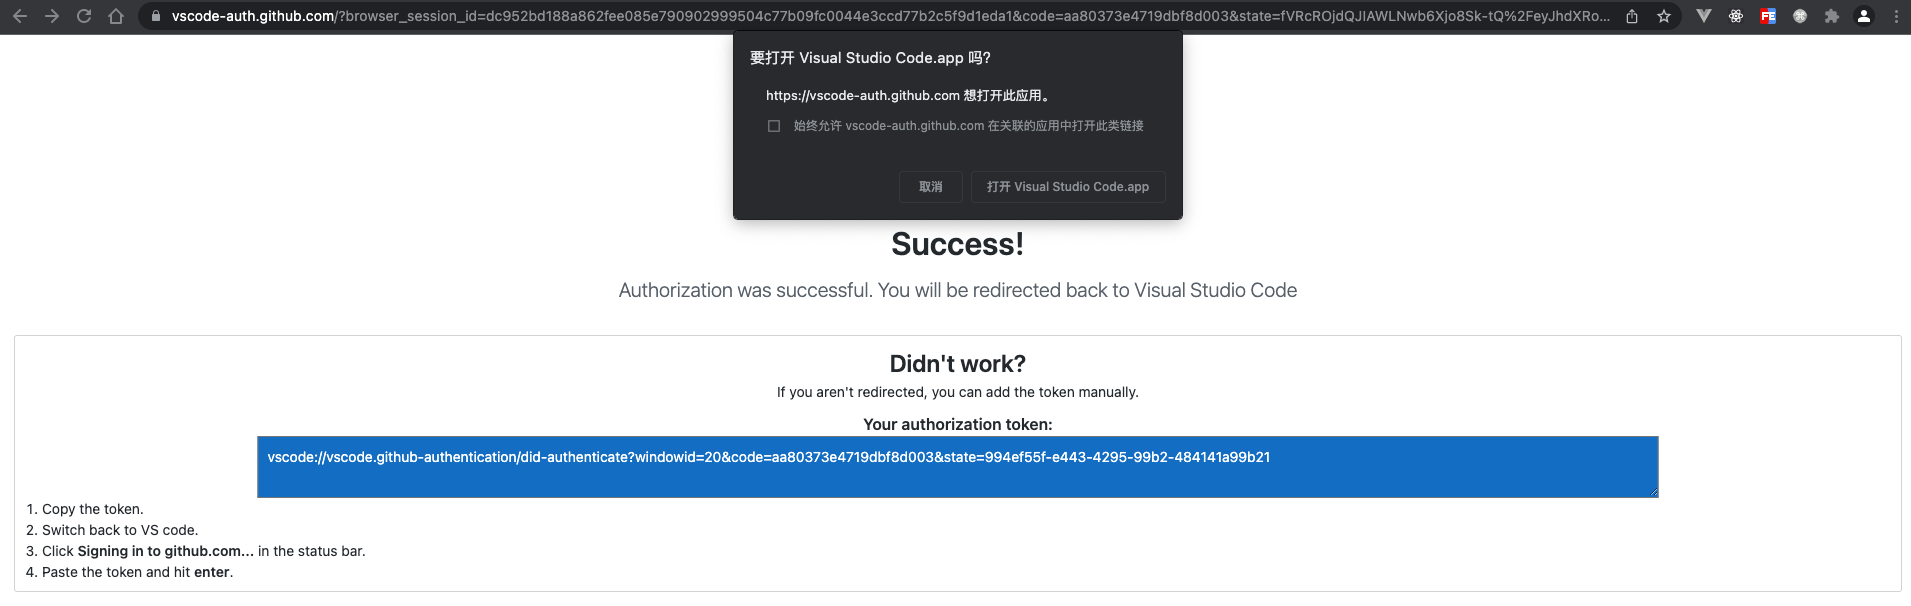 vscode-auth.github.com/?browser_session_id=dc952bd188a862fee085e790902999504c77b09fc0044e3ccd77b2c5f9d1eda1&code=aa80373e4719dbf8d003&state=fVRcROjdQJIAWLNwb6Xjo8Sk-tQ%2FeyJhdXRo...
FE
要打开 Visual Studio Code.app 吗?
https://vscode-auth.github.com 想打开此应用。
始终允许 vscode-auth.github.com 在关联的应用中打开此类链接
取消 打开 Visual Studio Code.app
Success!
Authorization was successful. You will be redirected back to Visual Studio Code
Didn't work?
If you aren't redirected, you can add the token manually.
Your authorization token:
vscode://vscode.github-authentication/did-authenticate?windowid=20&code=aa80373e4719dbf8d003&state=994ef55f-e443-4295-99b2-484141a99b21
1. Copy the token.
2. Switch back to VS code.
3. Click Signing in to github.com... in the status bar.
4. Paste the token and hit enter.